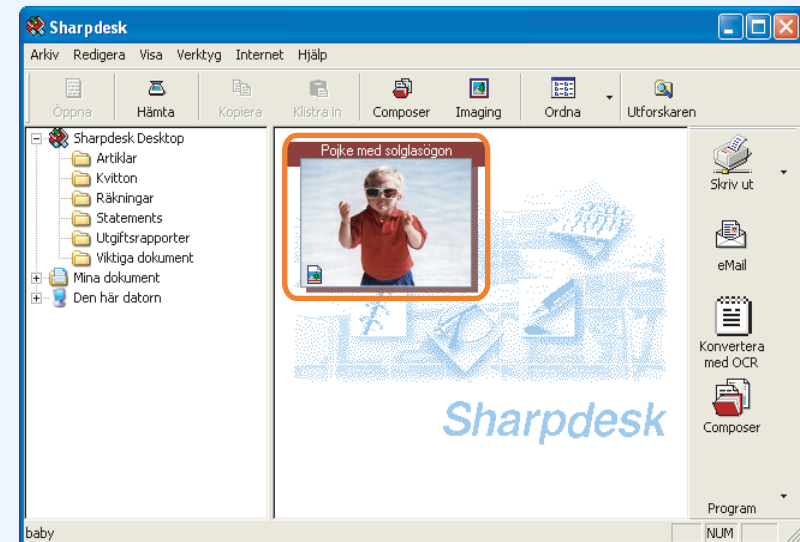 Sharpdesk
Arkiv Redigera Visa Verktyg Internet Hjälp
Öppna Hämta Kopiera Klistra in Composer Imaging Ordna Utforskaren
Sharpdesk Desktop
Artiklar
Kvitton
Räkningar
Statements
Utgiftsrapporter
Viktiga dokument
Mina dokument
Den här datorn
Pojke med solglasögon
Sharpdesk
Skriv ut
eMail
Konvertera
med OCR
Composer
Program
baby
NUM